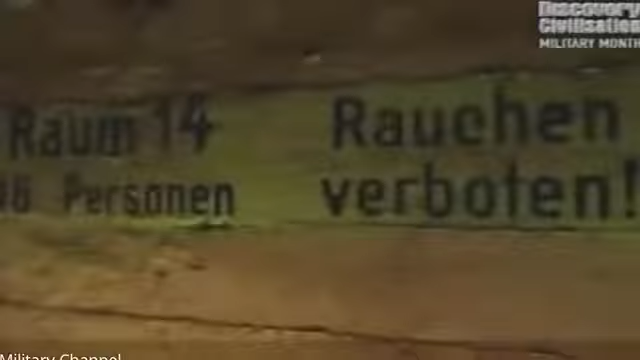 Discovery
Civilisation
MILITARY MONTH
Raum 14
Rauchen
Personen
verboten!
Military Channel